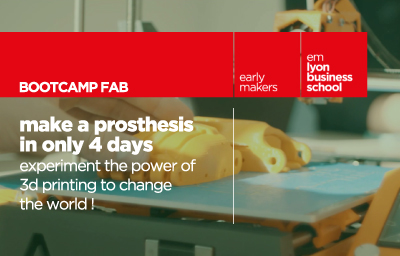 BOOTCAMP FAB
early
makers
em
lyon
business
school
make a prosthesis
in only 4 days
experiment the power of
3d printing to change
the world !